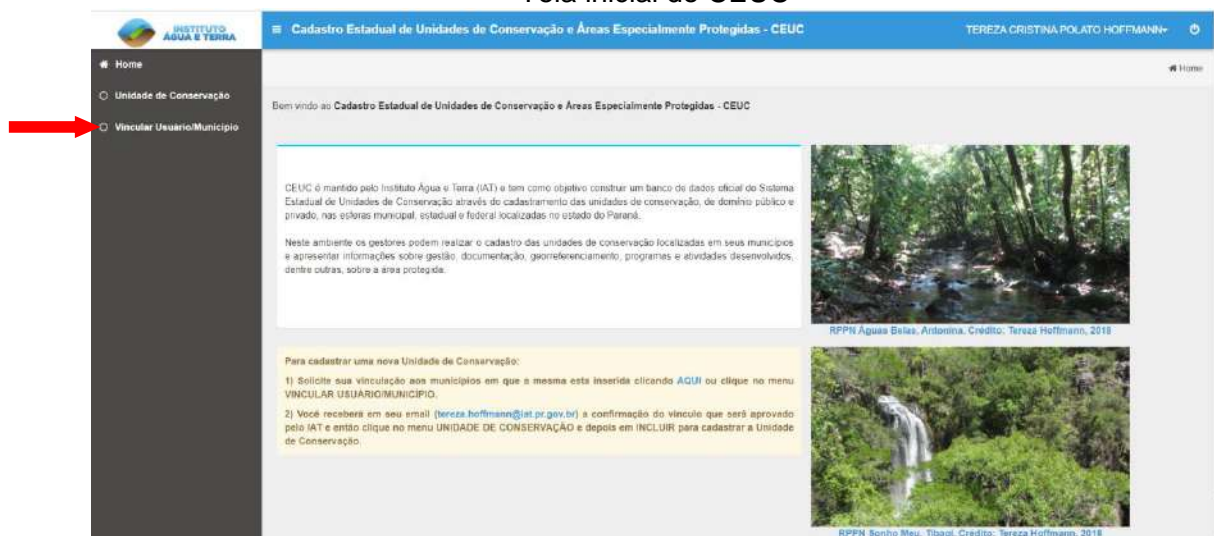 Tela inicial do CEUC
INSTITUTO
ÁGUA E TERRA
Cadastro Estadual de Unidades de Conservação e Áreas Especialmente Protegidas - CEUC
TEREZA CRISTINA POLATO HOFFMANN
Home
Home
Unidade de Conservação
Vincular Usuário/Município
Bem vindo ao Cadastro Estadual de Unidades de Conservação e Áreas Especialmente Protegidas - CEUC
CEUC é mantido pelo Instituto Água e Terra (IAT) e tem como objetivo construir um banco de dados oficial do Sistema
Estadual de Unidades de Conservação através do cadastramento das unidades de conservação, de domínio público e
privado, nas esferas municipal, estadual e federal localizadas no estado do Paraná.
Neste ambiente os gestores podem realizar o cadastro das unidades de conservação localizadas em seus municípios
e apresentar informações sobre gestão, documentação, georreferenciamento, programas e atividades desenvolvidos,
dentre outras, sobre a área protegida.
RPPN Águas Belas, Antonina. Crédito: Tereza Hoffmann, 2018
Para cadastrar uma nova Unidade de Conservação:
1) Solicite sua vinculação aos municípios em que a mesma esta inserida clicando AQUI ou clique no menu
VINCULAR USUÁRIO/MUNICÍPIO.
2) Você receberá em seu email (tereza.hoffmann@iat.pr.gov.br) a confirmação do vinculo que será aprovado
pelo IAT e então clique no menu UNIDADE DE CONSERVAÇÃO e depois em INCLUIR para cadastrar a Unidade
de Conservação.
RPPN Sonho Meu, Tibagi. Crédito: Tereza Hoffmann, 2018